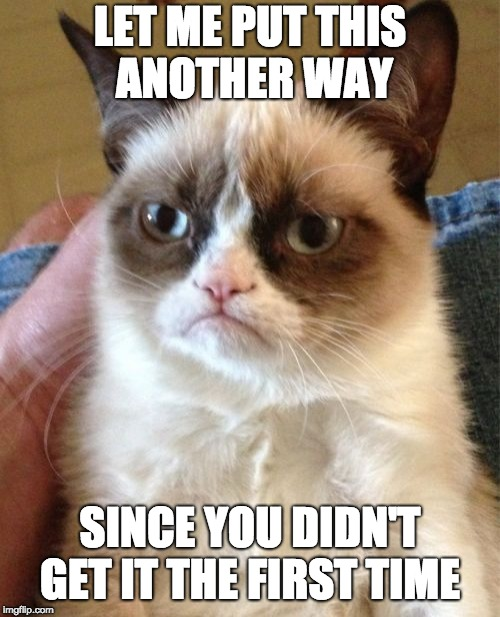 LET ME PUT THIS
ANOTHER WAY
SINCE YOU DIDN'T
GET IT THE FIRST TIME
imgflip.com